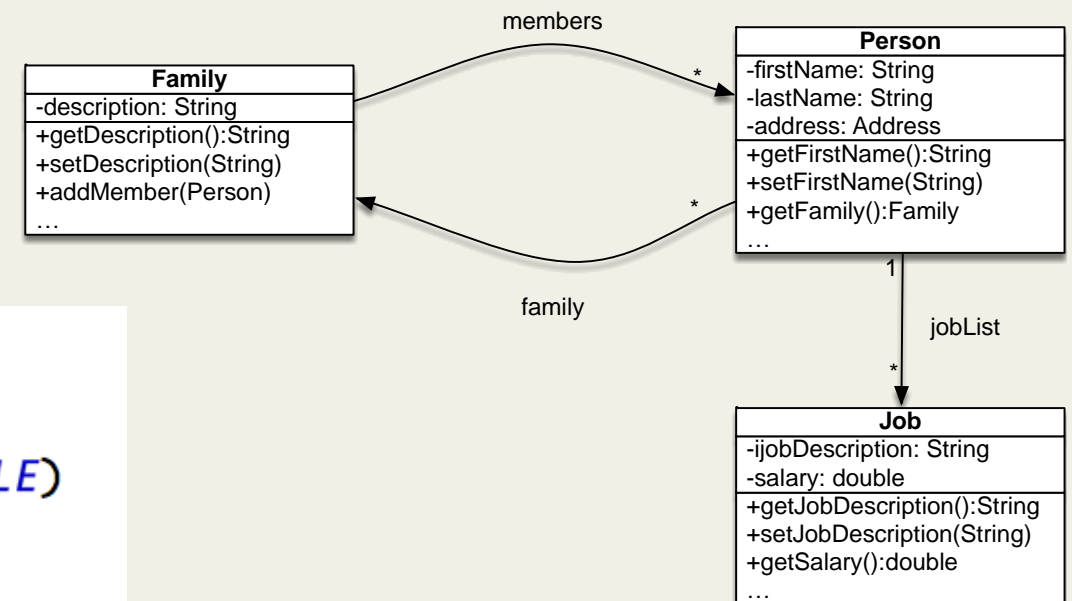 members
Family
-description: String
+getDescription():String
+setDescription(String)
+addMember(Person)
…
*
*
family
Person
-firstName: String
-lastName: String
-address: Address
+getFirstName():String
+setFirstName(String)
+getFamily():Family
…
1
jobList
*
LE)
Job
-ijobDescription: String
-salary: double
+getJobDescription():String
+setJobDescription(String)
+getSalary():double
…